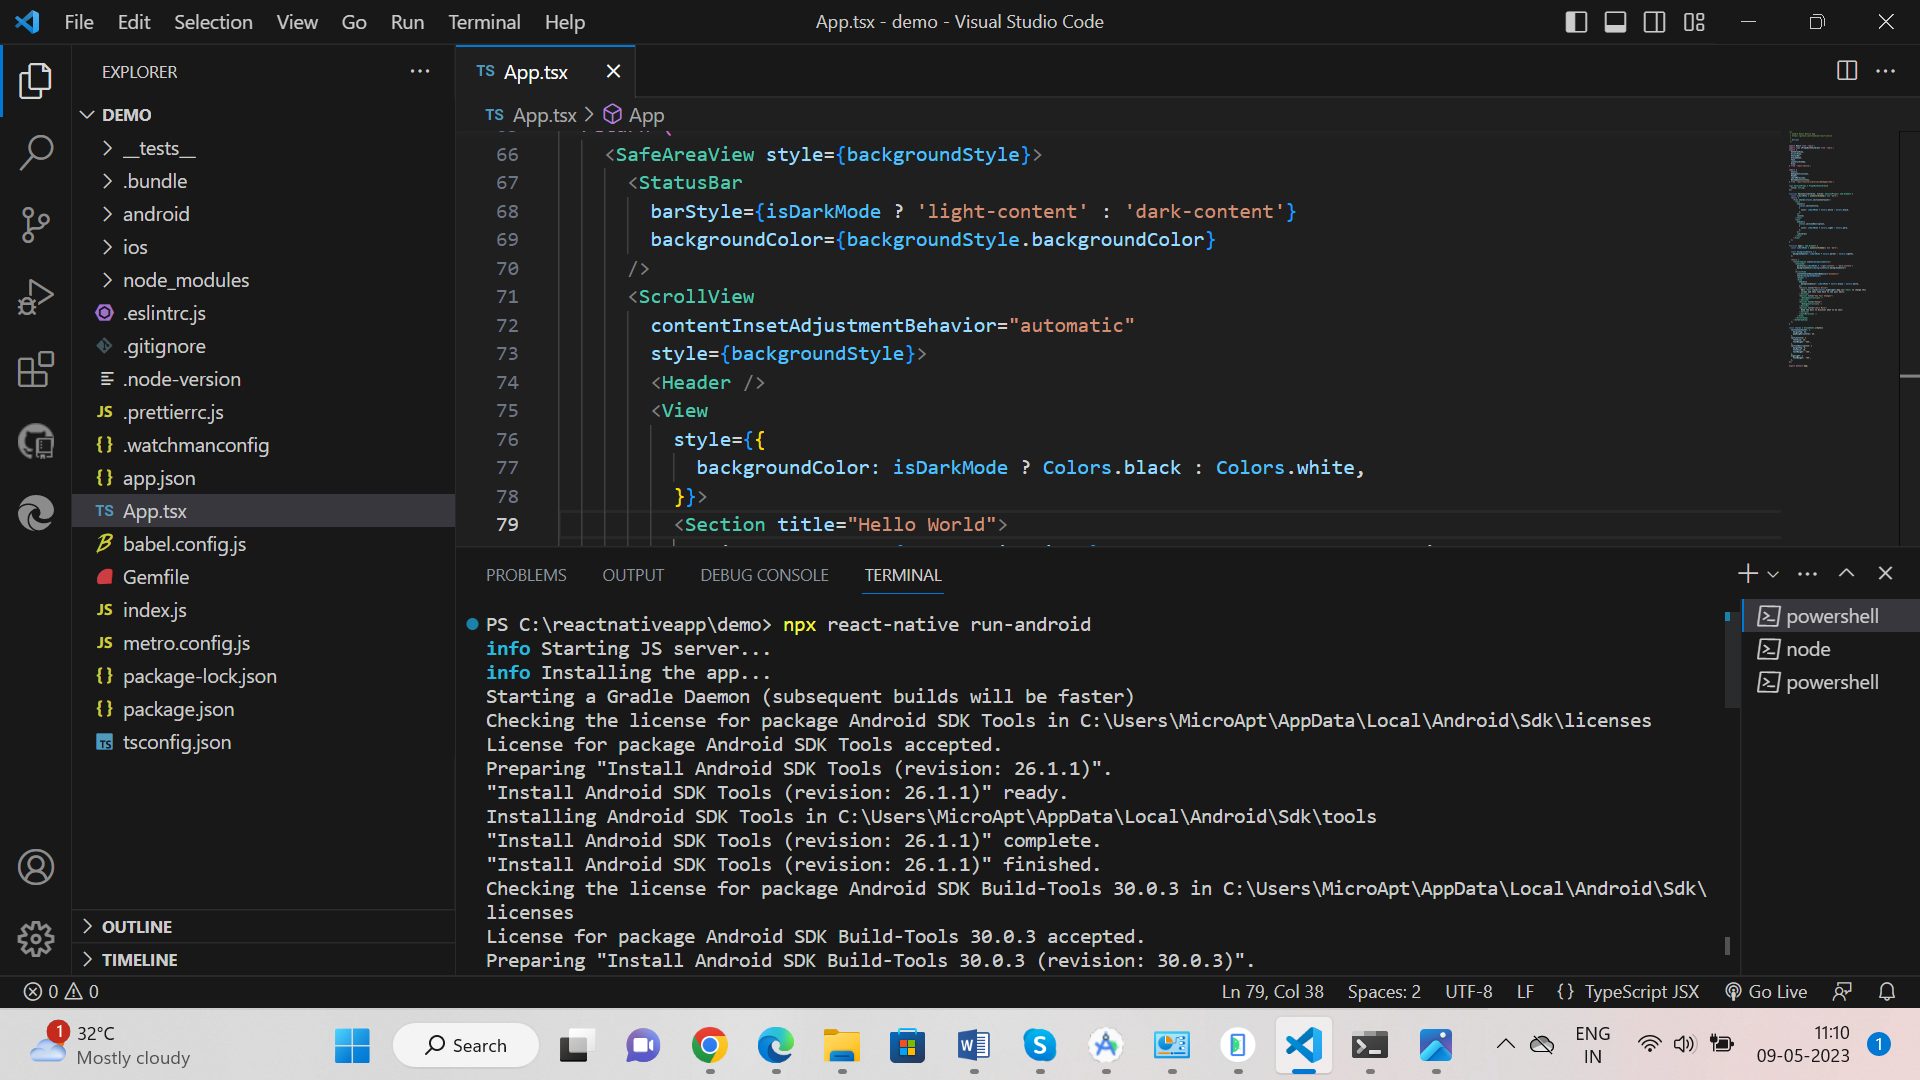 File Edit Selection View Go Run Terminal Help
App.tsx - demo - Visual Studio Code
EXPLORER
DEMO
__tests__
.bundle
android
ios
node_modules
.eslintrc.js
.gitignore
.node-version
JS .prettierrc.js
{} .watchmanconfig
{} app.json
TS App.tsx
babel.config.js
Gemfile
JS index.js
JS metro.config.js
{} package-lock.json
{} package.json
TS tsconfig.json
OUTLINE
TIMELINE
TS App.tsx
TS App.tsx > App
66 <SafeAreaView style={backgroundStyle}>
67 <StatusBar
68 barStyle={isDarkMode ? 'light-content' : 'dark-content'}
69 backgroundColor={backgroundStyle.backgroundColor}
70 />
71 <ScrollView
72 contentInsetAdjustmentBehavior="automatic"
73 style={backgroundStyle}>
74 <Header />
75 <View
76 style={{
77 backgroundColor: isDarkMode ? Colors.black : Colors.white,
78 }}>
79 <Section title="Hello World">
PROBLEMS OUTPUT DEBUG CONSOLE TERMINAL
PS C:\reactnativeapp\demo> npx react-native run-android
info Starting JS server...
info Installing the app...
Starting a Gradle Daemon (subsequent builds will be faster)
Checking the license for package Android SDK Tools in C:\Users\MicroApt\AppData\Local\Android\Sdk\licenses
License for package Android SDK Tools accepted.
Preparing "Install Android SDK Tools (revision: 26.1.1)".
"Install Android SDK Tools (revision: 26.1.1)" ready.
Installing Android SDK Tools in C:\Users\MicroApt\AppData\Local\Android\Sdk\tools
"Install Android SDK Tools (revision: 26.1.1)" complete.
"Install Android SDK Tools (revision: 26.1.1)" finished.
Checking the license for package Android SDK Build-Tools 30.0.3 in C:\Users\MicroApt\AppData\Local\Android\Sdk\
licenses
License for package Android SDK Build-Tools 30.0.3 accepted.
Preparing "Install Android SDK Build-Tools 30.0.3 (revision: 30.0.3)".
powershell
node
powershell
0 0
Ln 79, Col 38 Spaces: 2 UTF-8 LF {} TypeScript JSX Go Live
1
32°C
Mostly cloudy
Search
ENG
IN
11:10
09-05-2023
1